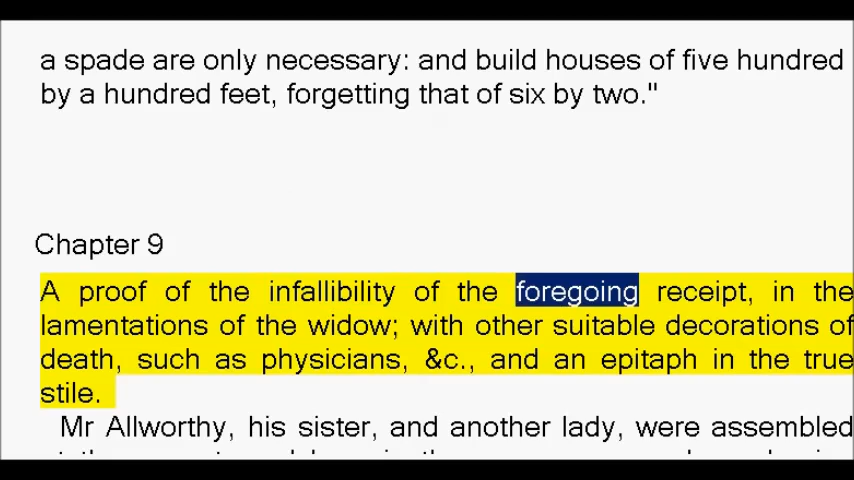 a spade are only necessary: and build houses of five hundred
by a hundred feet, forgetting that of six by two."
Chapter 9
A proof of the infallibility of the foregoing receipt, in the
lamentations of the widow; with other suitable decorations of
death, such as physicians, &c., and an epitaph in the true
stile.
Mr Allworthy, his sister, and another lady, were assembled